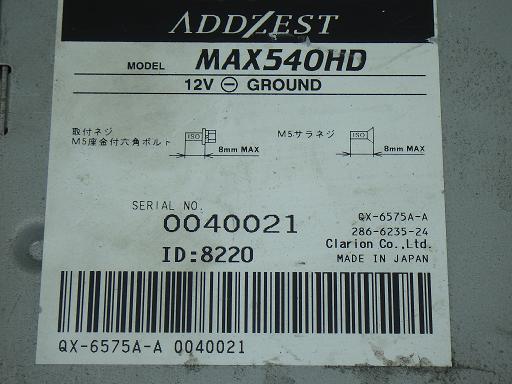 ADDZEST
MODEL MAX540HD
12V ⊖ GROUND
取付ネジ
M5座金付六角ボルト
ISO
8mm MAX
M5サラネジ
ISO
8mm MAX
SERIAL NO.
0040021
ID:8220
QX-6575A-A
286-6235-24
Clarion Co.,Ltd.
MADE IN JAPAN
QX-6575A-A 0040021